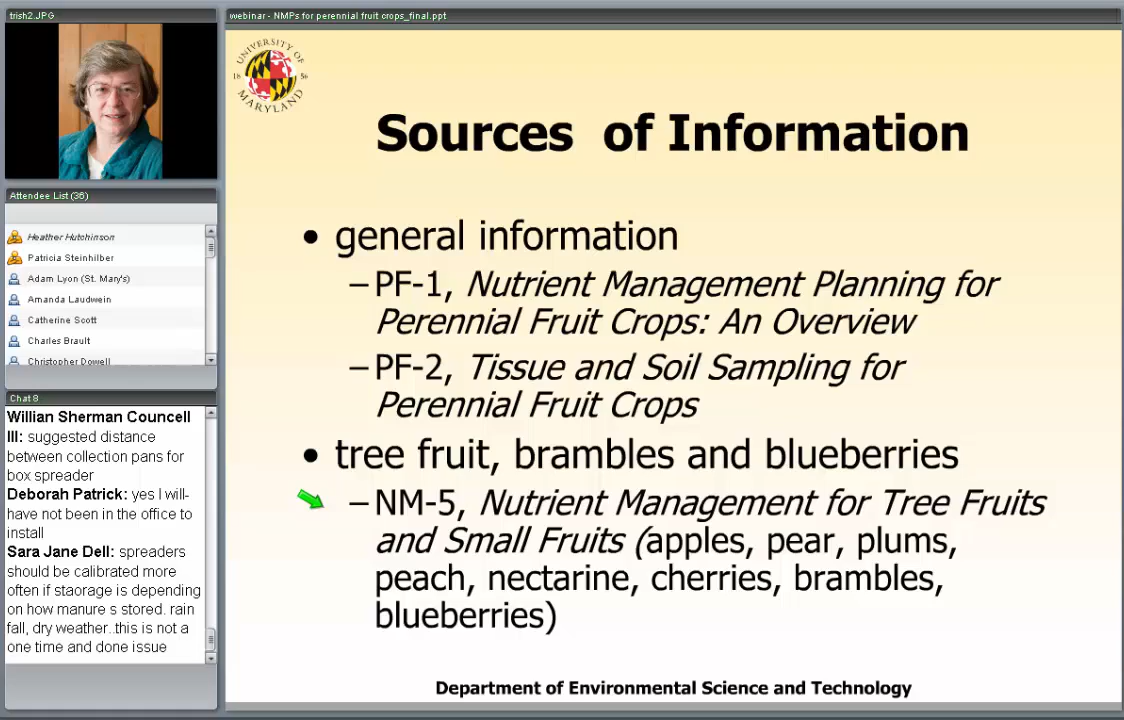 trish2.JPG
Attendee List (36)
Heather Hutchinson
Patricia Steinhilber
Adam Lyon (St. Mary's)
Amanda Laudwein
Catherine Scott
Charles Brault
Christopher Dowell
Chat 8
Willian Sherman Councell
III: suggested distance
between collection pans for
box spreader
Deborah Patrick: yes I will-
have not been in the office to
install
Sara Jane Dell: spreaders
should be calibrated more
often if staorage is depending
on how manure s stored. rain
fall, dry weather..this is not a
one time and done issue
webinar - NMPs for perennial fruit crops_final.ppt
UNIVERSITY OF
18 56
MARYLAND
Sources of Information
• general information
– PF-1, Nutrient Management Planning for
Perennial Fruit Crops: An Overview
– PF-2, Tissue and Soil Sampling for
Perennial Fruit Crops
• tree fruit, brambles and blueberries
– NM-5, Nutrient Management for Tree Fruits
and Small Fruits (apples, pear, plums,
peach, nectarine, cherries, brambles,
blueberries)
Department of Environmental Science and Technology